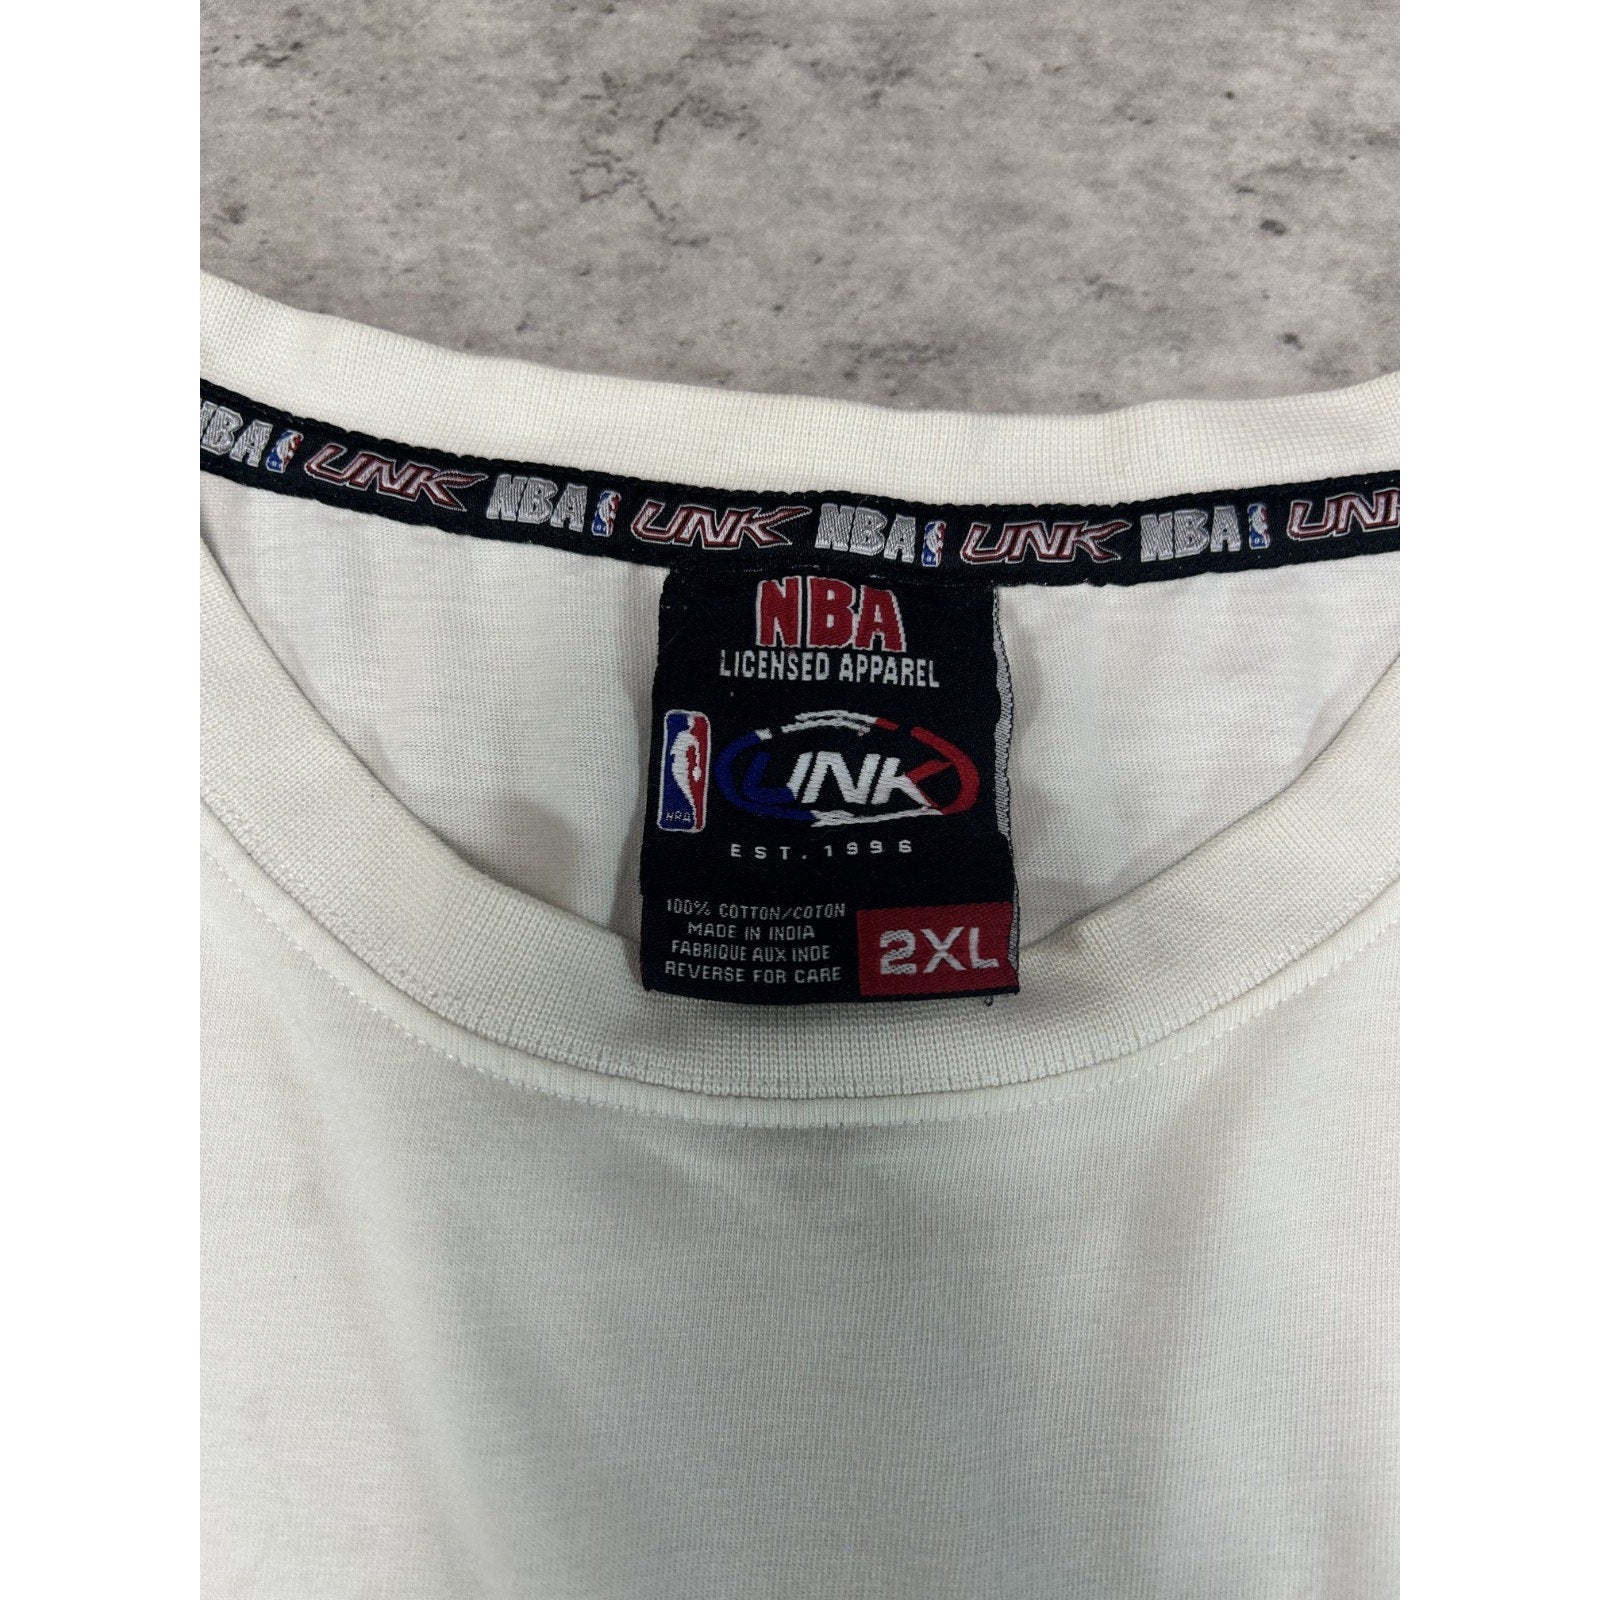 NBA UNK NBA UNK NBA UNK NBA UNK
NBA
LICENSED APPAREL
NBA
UNK
EST. 1996
100% COTTON/COTON
MADE IN INDIA
FABRIQUE AUX INDE
REVERSE FOR CARE
2XL